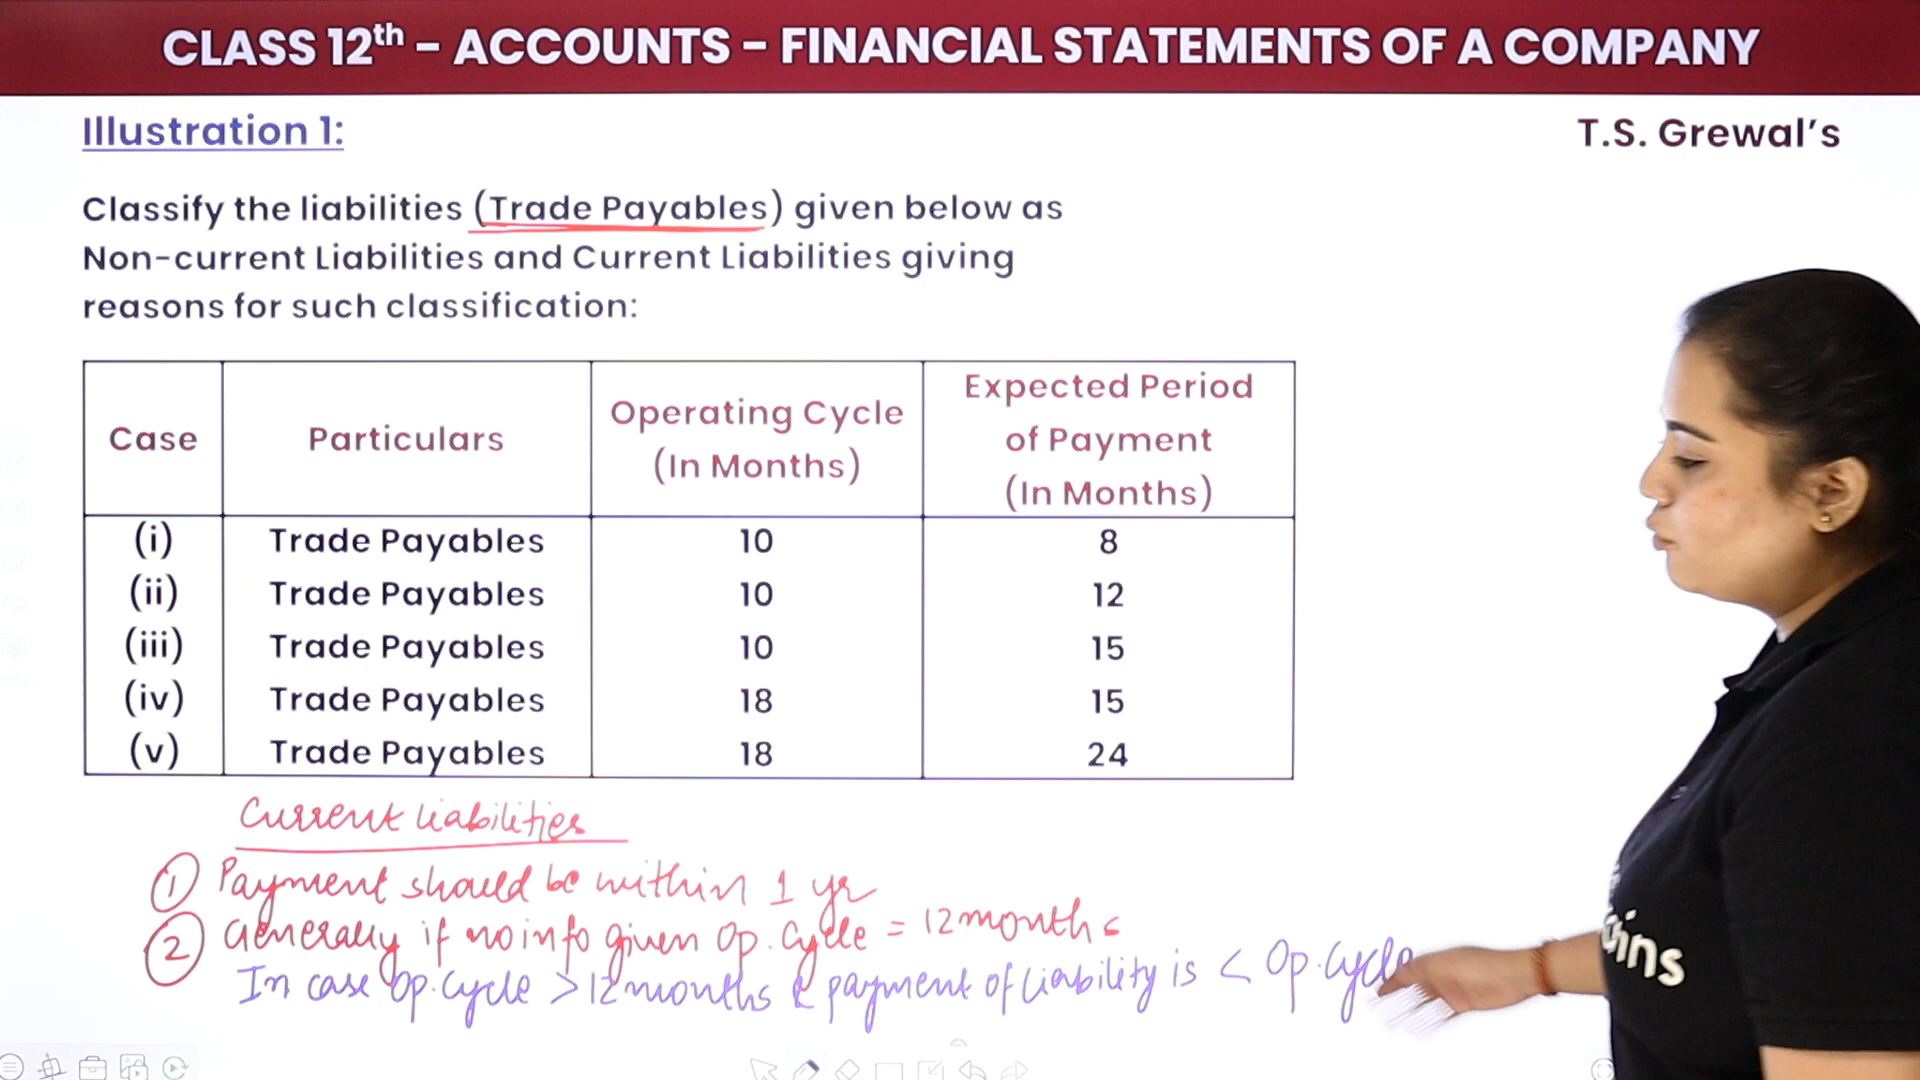 CLASS 12th – ACCOUNTS – FINANCIAL STATEMENTS OF A COMPANY
Illustration 1:
T.S. Grewal's
Classify the liabilities (Trade Payables) given below as
Non-current Liabilities and Current Liabilities giving
reasons for such classification:
Case Particulars Operating Cycle (In Months) Expected Period of Payment (In Months)
(i) Trade Payables 10 8
(ii) Trade Payables 10 12
(iii) Trade Payables 10 15
(iv) Trade Payables 18 15
(v) Trade Payables 18 24
Current liabilities
① Payment should be within 1 yr
② Generally if no info given Op. Cycle = 12 months
In case Op. Cycle > 12 months & payment of liability is < Op. Cycle